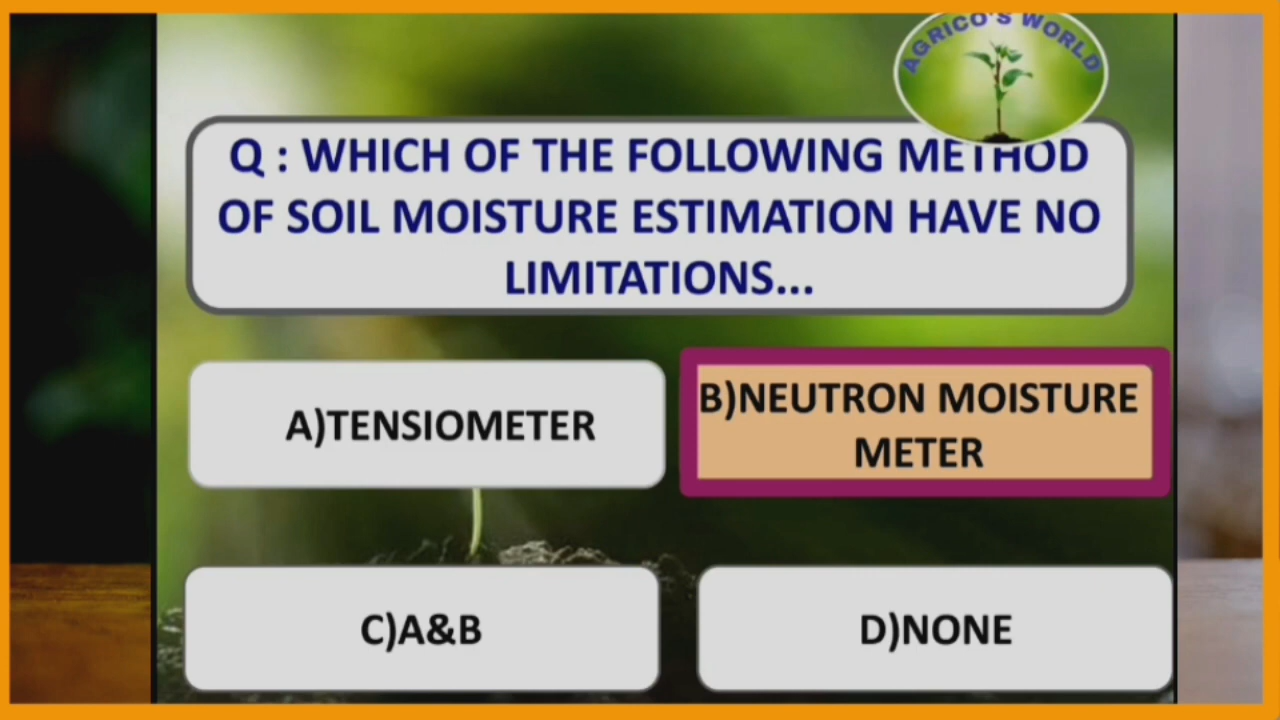 AGRICO'S WORLD
Q : WHICH OF THE FOLLOWING METHOD
OF SOIL MOISTURE ESTIMATION HAVE NO
LIMITATIONS...
A)TENSIOMETER
B)NEUTRON MOISTURE
METER
C)A&B
D)NONE